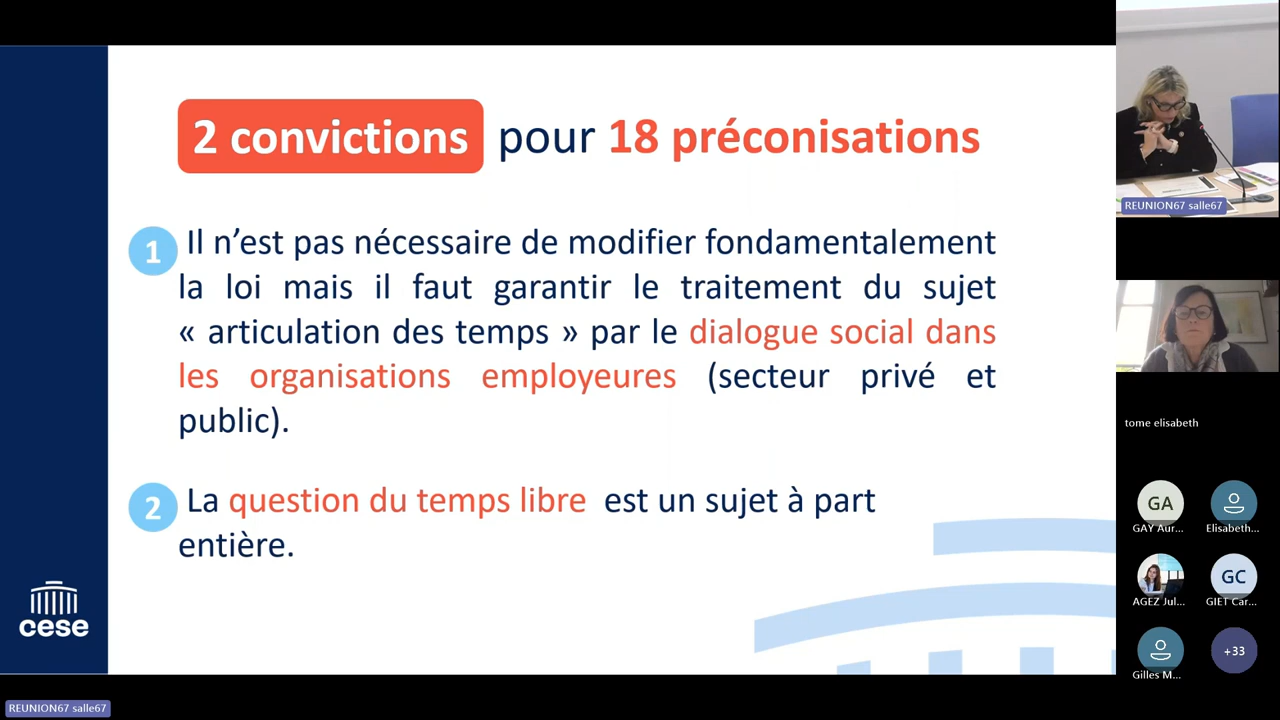 2 convictions pour 18 préconisations
1 Il n’est pas nécessaire de modifier fondamentalement
la loi mais il faut garantir le traitement du sujet
« articulation des temps » par le dialogue social dans
les organisations employeures (secteur privé et
public).
2 La question du temps libre est un sujet à part
entière.
cese
REUNION67 salle67
REUNION67 salle67
tome elisabeth
GA
GAY Aur...
Elisabeth...
AGEZ Jul...
GC
GIET Car...
Gilles M...
+33